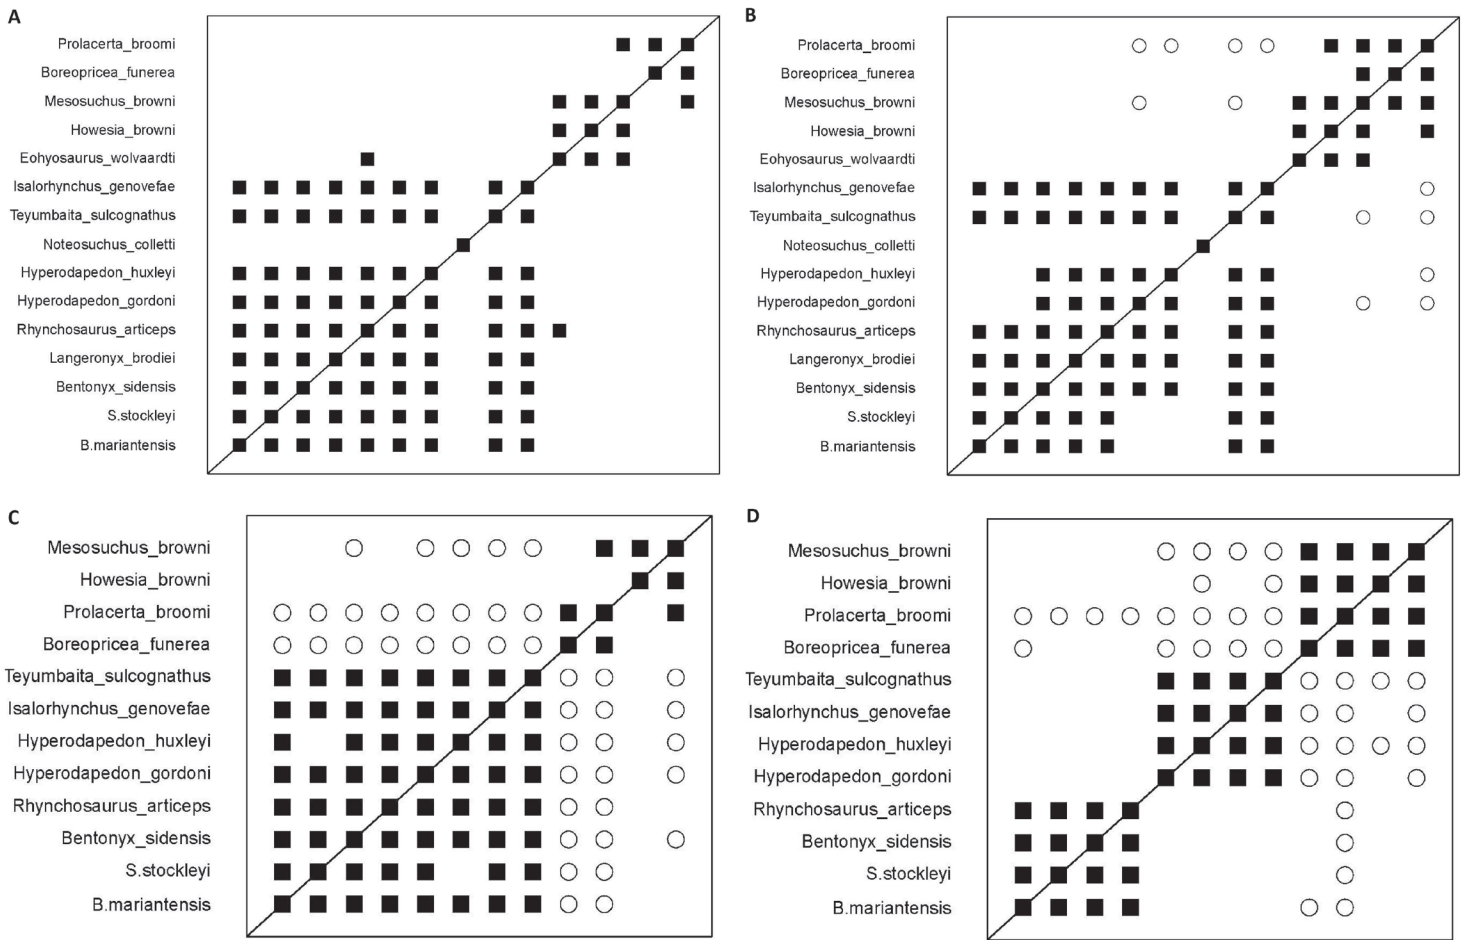 A
Prolacerta_broomi
Boreopricea_funerea
Mesosuchus_browni
Howesia_browni
Eohyosaurus_wolvaardti
Isalorhynchus_genovefae
Teyumbaita_sulcognathus
Noteosuchus_colletti
Hyperodapedon_huxleyi
Hyperodapedon_gordoni
Rhynchosaurus_articeps
Langeronyx_brodiei
Bentonyx_sidensis
S.stockleyi
B.mariantensis
B
Prolacerta_broomi
Boreopricea_funerea
Mesosuchus_browni
Howesia_browni
Eohyosaurus_wolvaardti
Isalorhynchus_genovefae
Teyumbaita_sulcognathus
Noteosuchus_colletti
Hyperodapedon_huxleyi
Hyperodapedon_gordoni
Rhynchosaurus_articeps
Langeronyx_brodiei
Bentonyx_sidensis
S.stockleyi
B.mariantensis
C
Mesosuchus_browni
Howesia_browni
Prolacerta_broomi
Boreopricea_funerea
Teyumbaita_sulcognathus
Isalorhynchus_genovefae
Hyperodapedon_huxleyi
Hyperodapedon_gordoni
Rhynchosaurus_articeps
Bentonyx_sidensis
S.stockleyi
B.mariantensis
D
Mesosuchus_browni
Howesia_browni
Prolacerta_broomi
Boreopricea_funerea
Teyumbaita_sulcognathus
Isalorhynchus_genovefae
Hyperodapedon_huxleyi
Hyperodapedon_gordoni
Rhynchosaurus_articeps
Bentonyx_sidensis
S.stockleyi
B.mariantensis